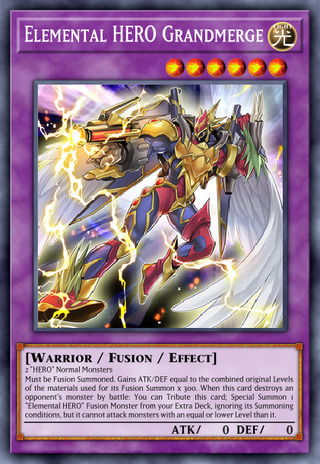 Elemental HERO Grandmerge
LIGHT
光
[Warrior / Fusion / Effect]
2 "HERO" Normal Monsters
Must be Fusion Summoned. Gains ATK/DEF equal to the combined original Levels
of the materials used for its Fusion Summon x 300. When this card destroys an
opponent's monster by battle: You can Tribute this card; Special Summon 1
"Elemental HERO" Fusion Monster from your Extra Deck, ignoring its Summoning
conditions, but it cannot attack monsters with an equal or lower Level than it.
ATK/ 0 DEF/ 0